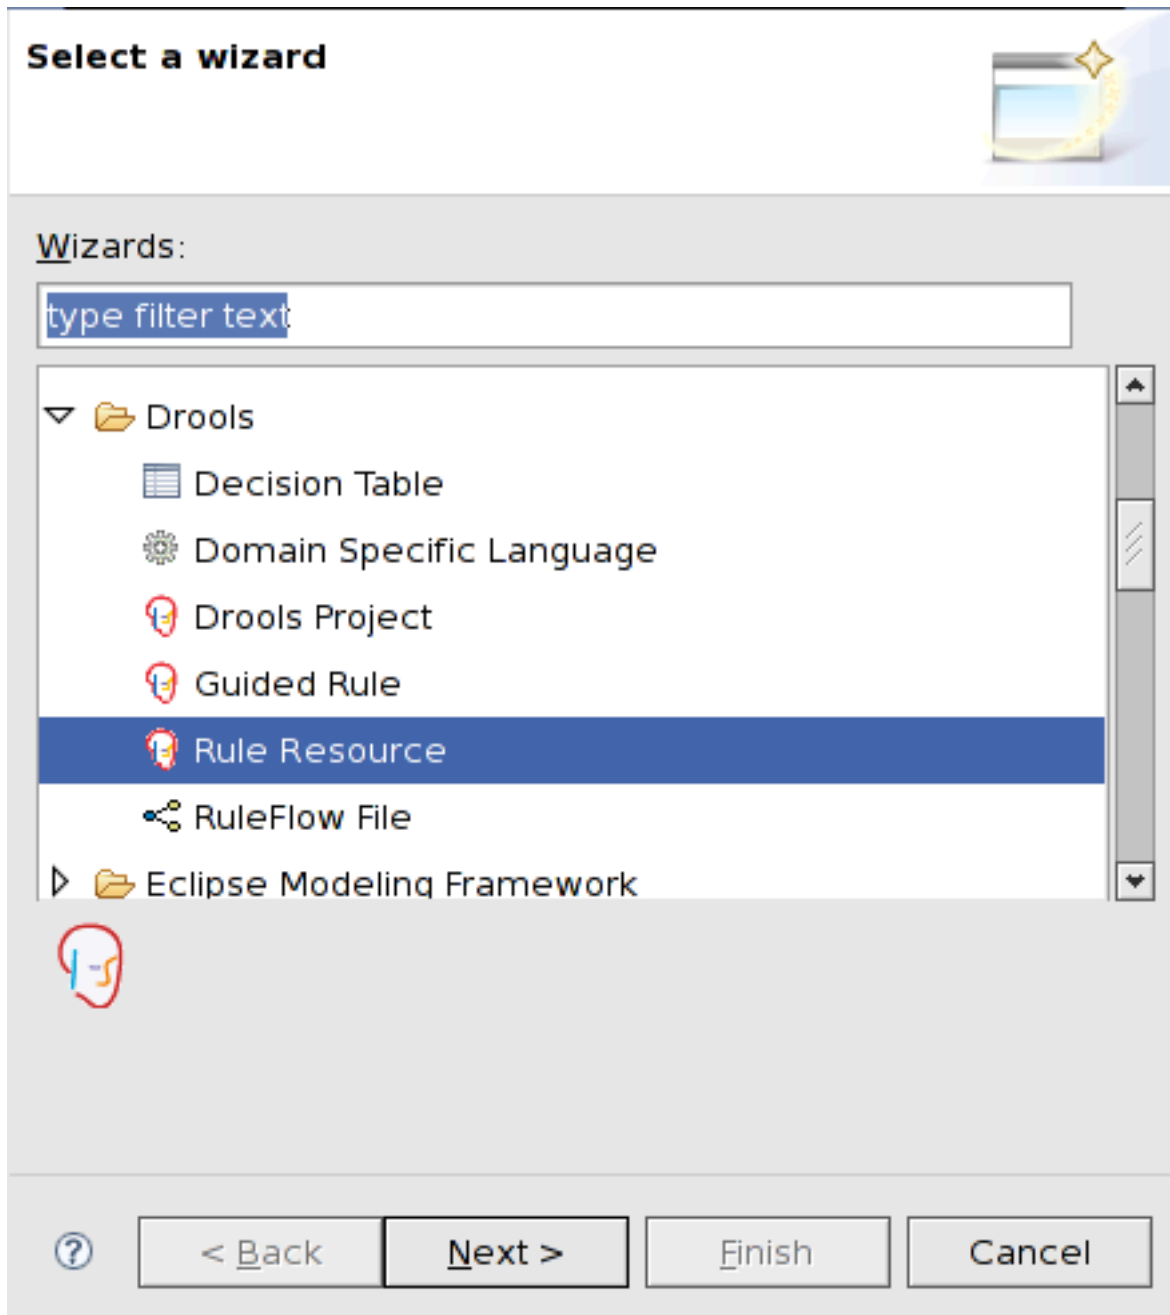 Select a wizard
Wizards:
type filter text
Drools
Decision Table
Domain Specific Language
Drools Project
Guided Rule
Rule Resource
RuleFlow File
Eclipse Modeling Framework
< Back Next > Finish Cancel